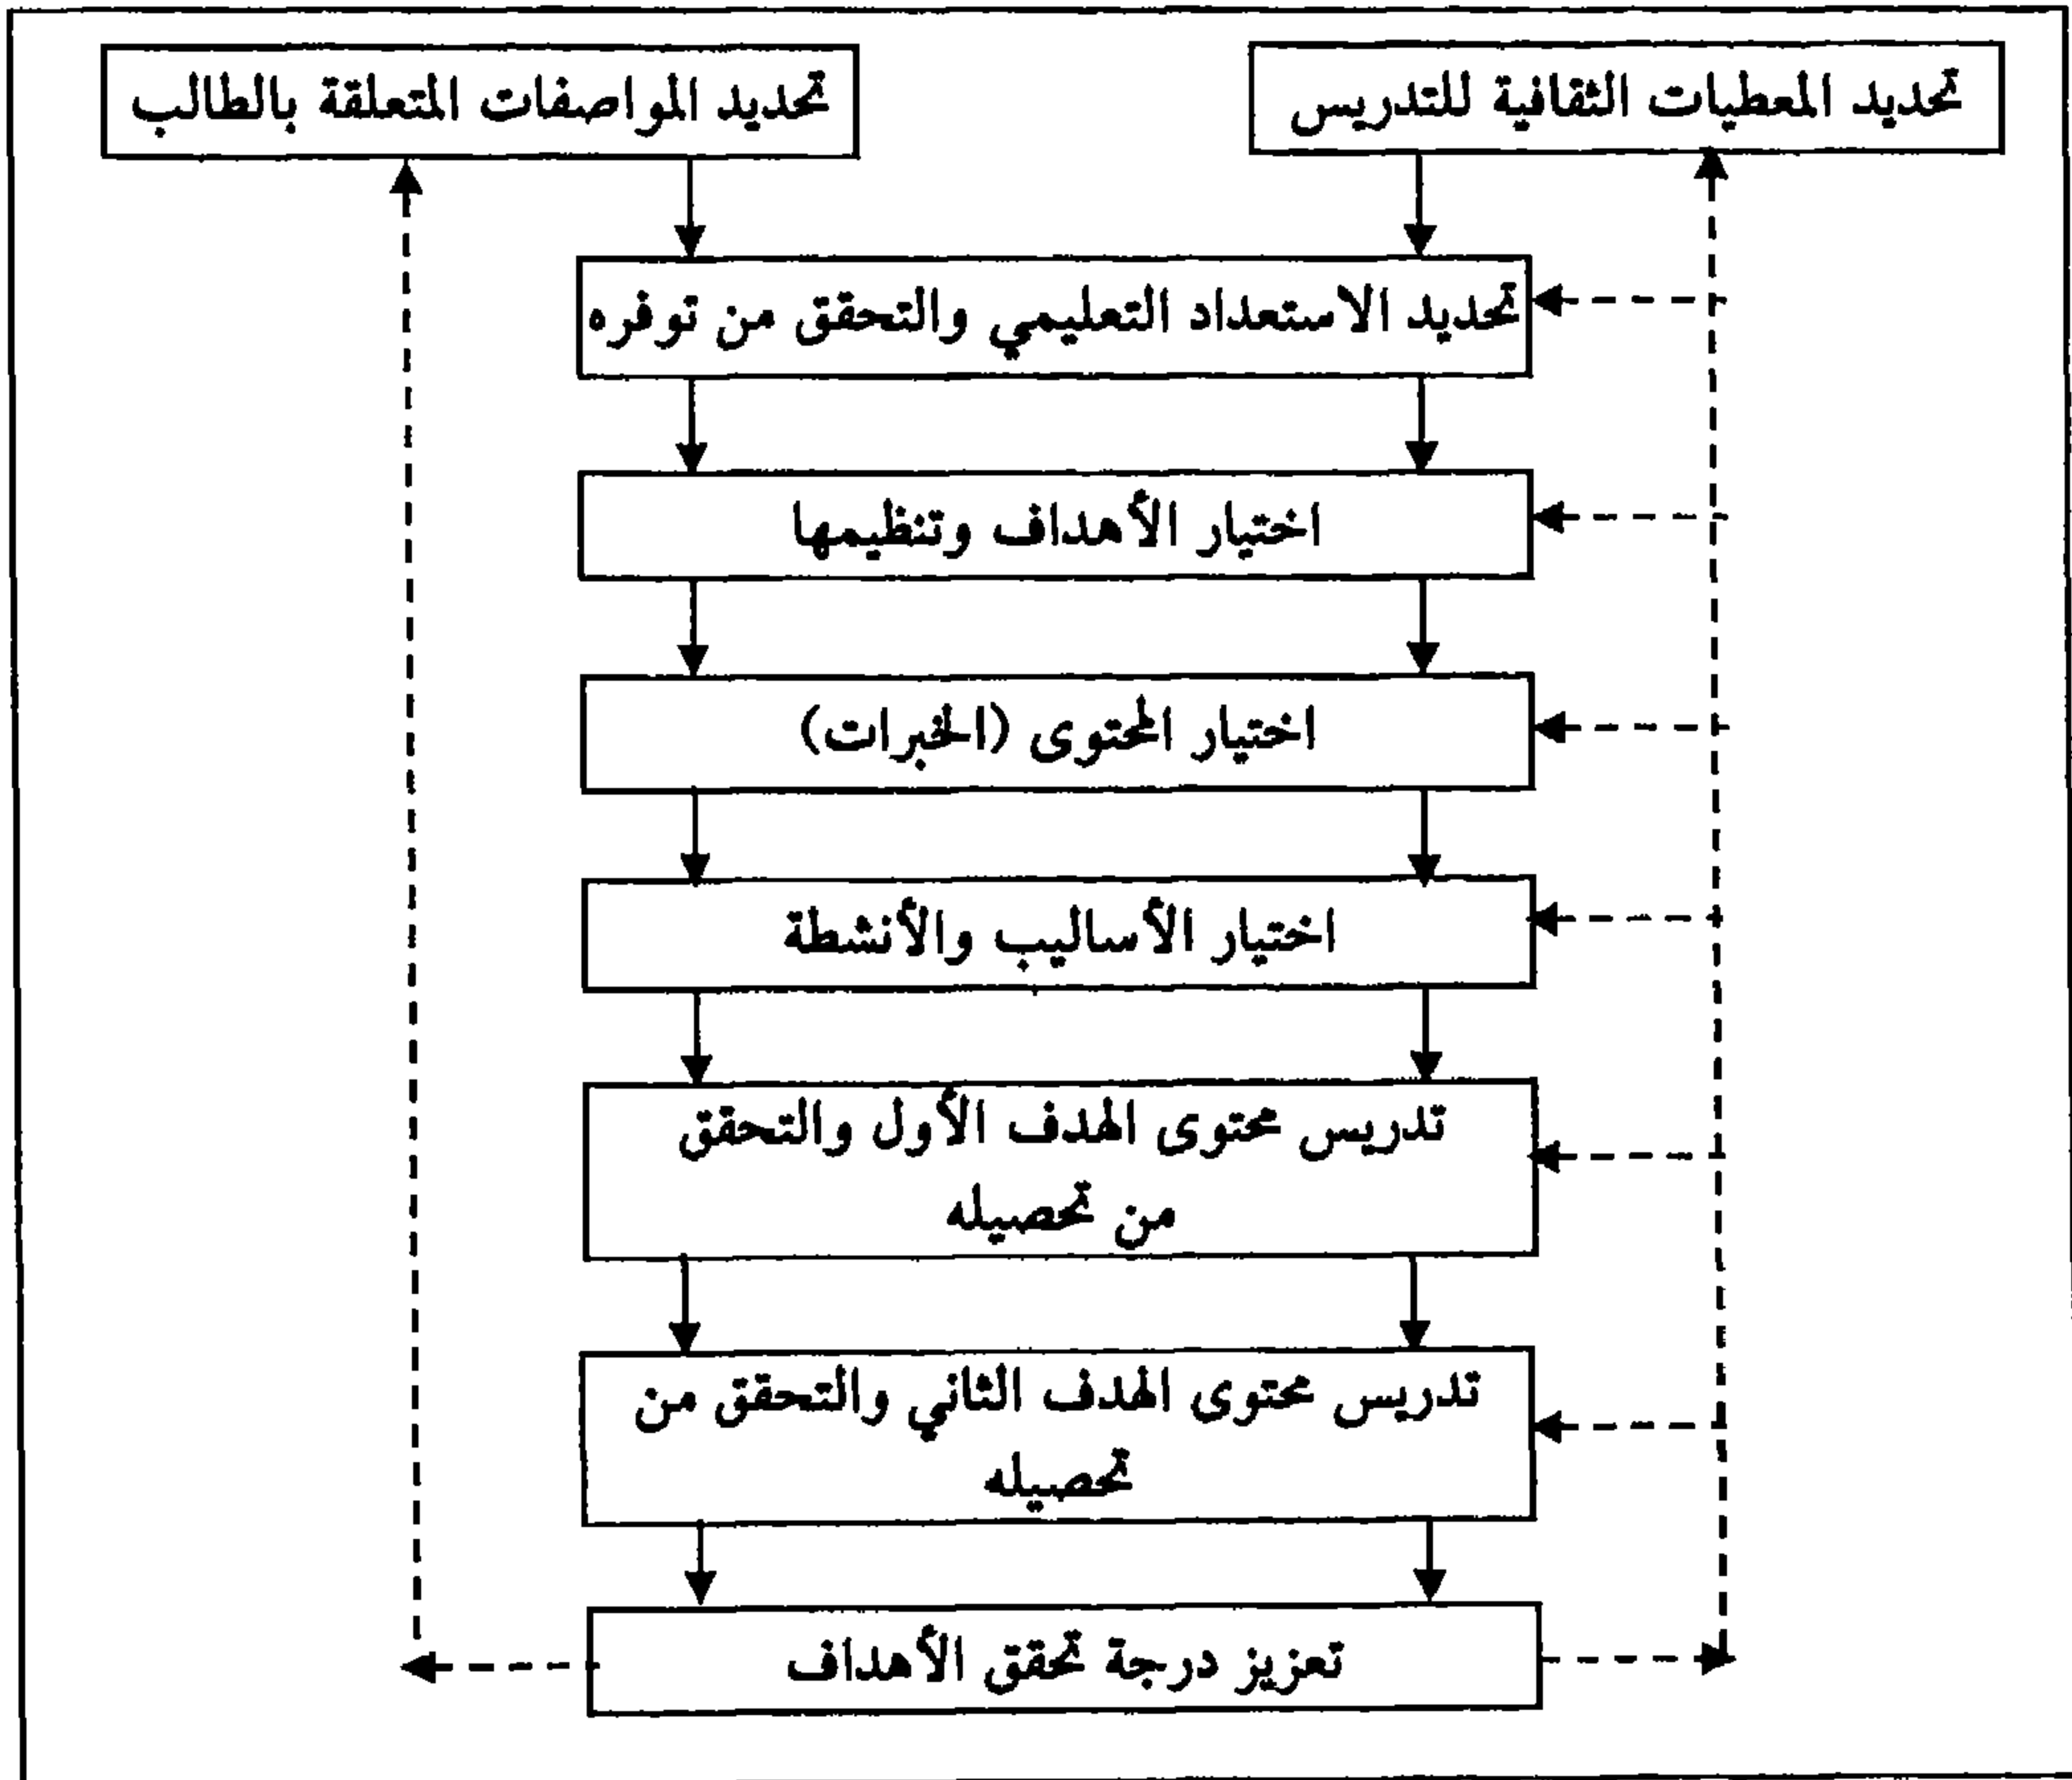 تحديد المعطيات الثقافية للتدريس
تحديد المواصفات المتعلقة بالطالب
تحديد الاستعداد التعليمي والتحقق من توفره
اختيار الأهداف وتنظيمها
اختيار المحتوى (الخبرات)
اختيار الأساليب والأنشطة
تدريس محتوى الهدف الأول والتحقق
من تحصيله
تدريس محتوى الهدف الثاني والتحقق من
تحصيله
تعزيز درجة تحقق الأهداف